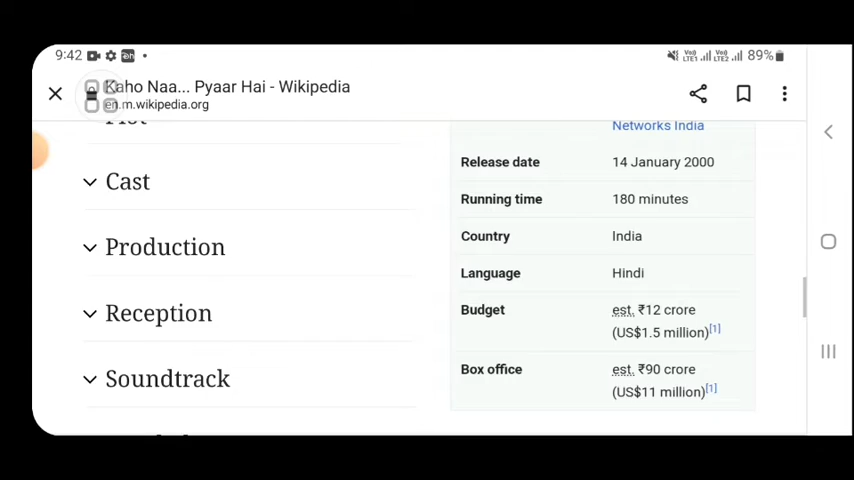 9:42
89%
Kaho Naa... Pyaar Hai - Wikipedia
en.m.wikipedia.org
Networks India
Release date 14 January 2000
Cast
Running time 180 minutes
Production
Country India
Language Hindi
Reception
Budget est. ₹12 crore
(US$1.5 million)[1]
Soundtrack
Box office est. ₹90 crore
(US$11 million)[1]